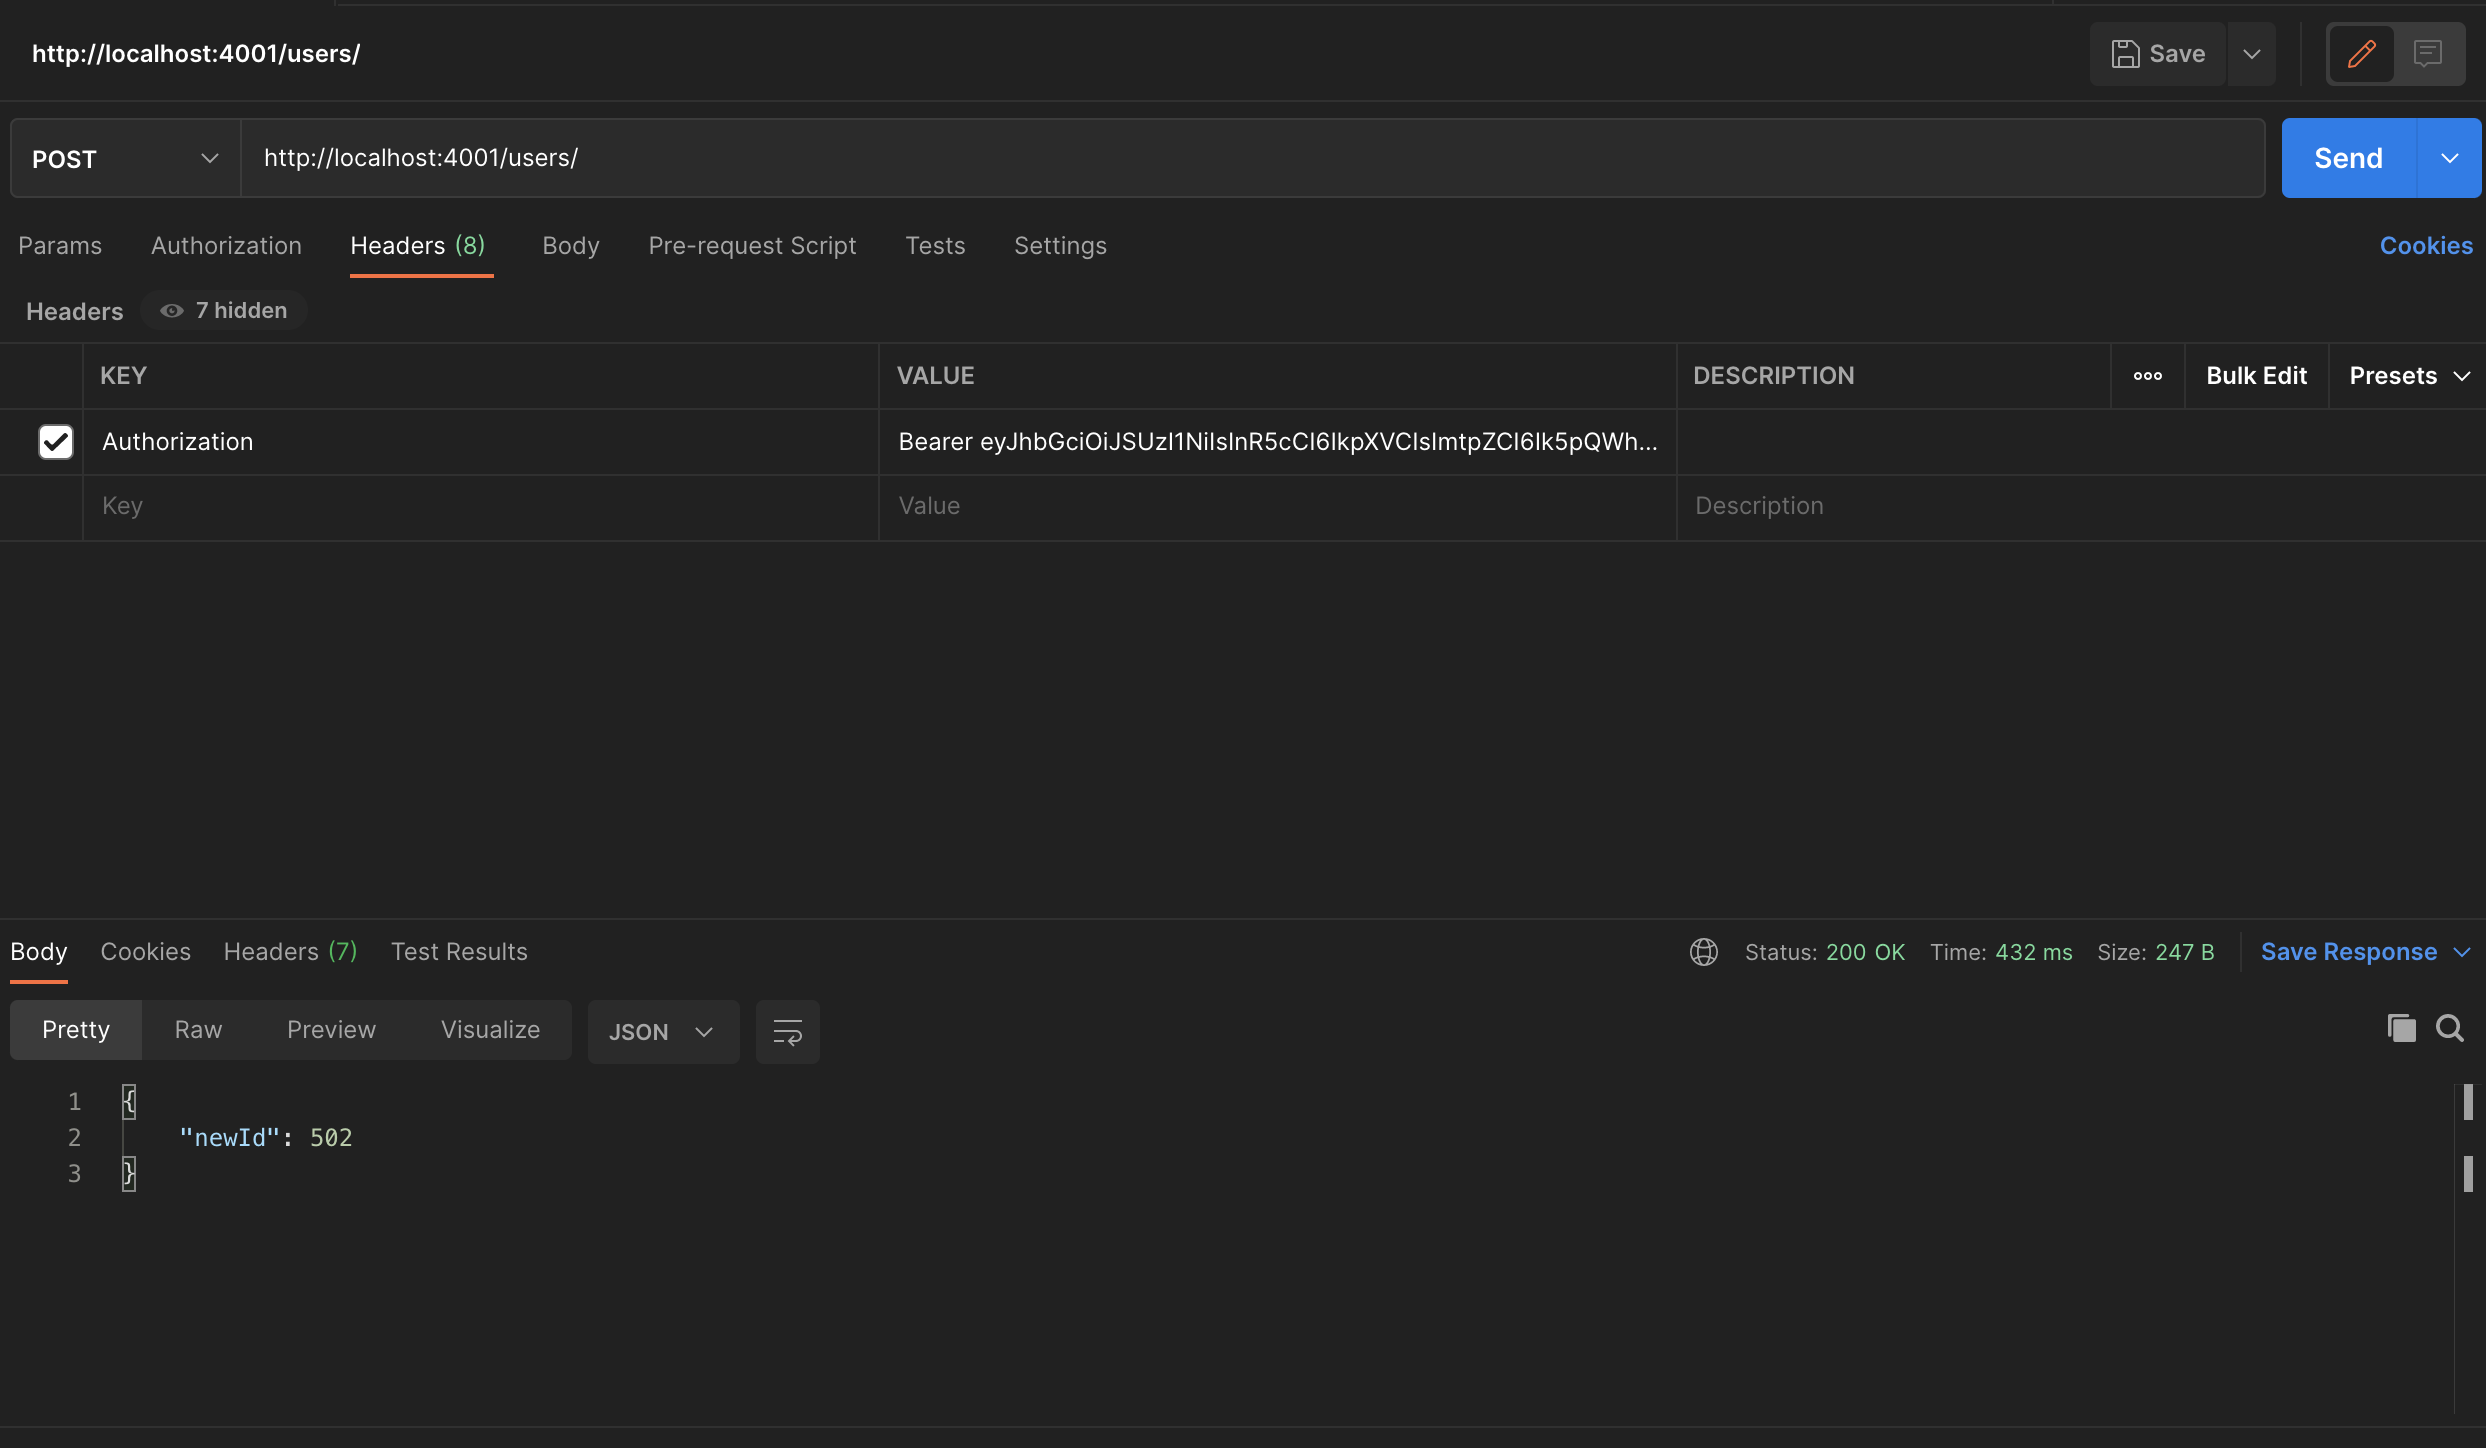 http://localhost:4001/users/
Save
POST
http://localhost:4001/users/
Send
Params Authorization Headers (8) Body Pre-request Script Tests Settings Cookies
Headers 7 hidden
KEY VALUE DESCRIPTION Bulk Edit Presets
Authorization Bearer eyJhbGciOiJSUzI1NiIsInR5cCI6IkpXVCIsImtpZCI6Ik5pQWh...
Key Value Description
Body Cookies Headers (7) Test Results Status: 200 OK Time: 432 ms Size: 247 B Save Response
Pretty Raw Preview Visualize JSON
1 {
2 "newId": 502
3 }